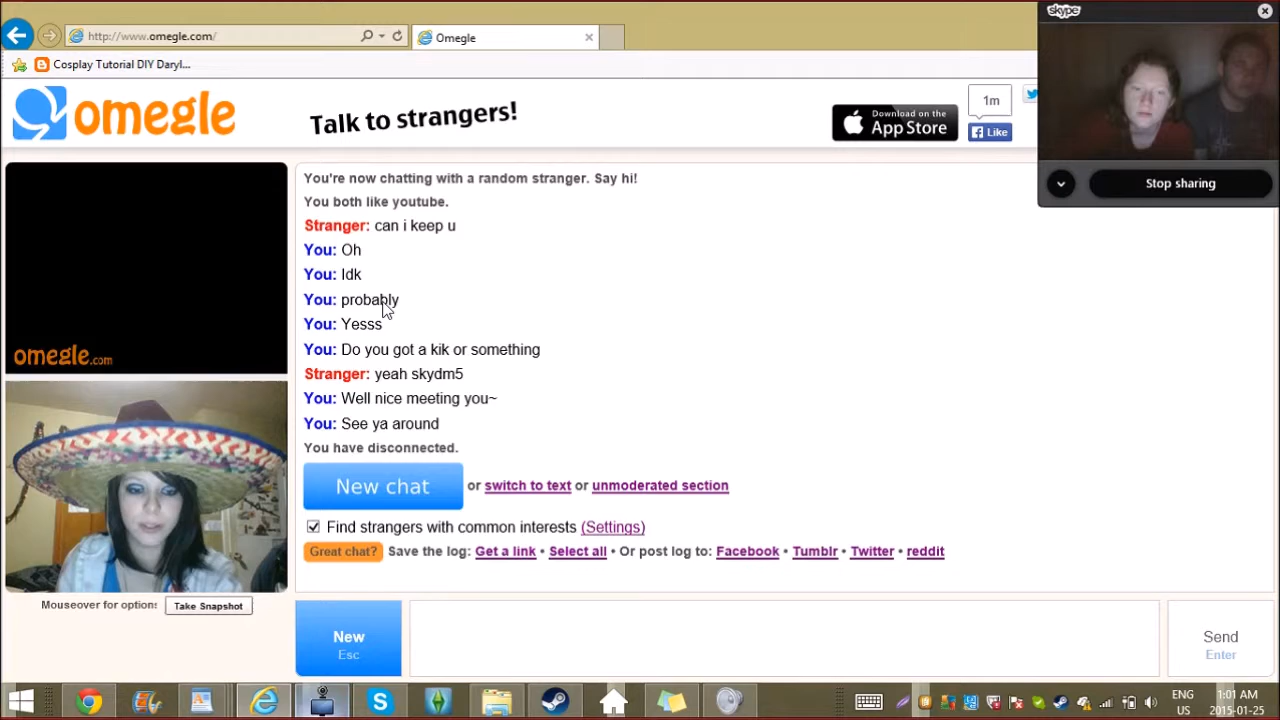 http://www.omegle.com/
Omegle
skype
Cosplay Tutorial DIY Daryl...
omegle
Talk to strangers!
Download on the
App Store
1m
Like
Stop sharing
You're now chatting with a random stranger. Say hi!
You both like youtube.
Stranger: can i keep u
You: Oh
You: Idk
You: probably
You: Yesss
You: Do you got a kik or something
Stranger: yeah skydm5
You: Well nice meeting you~
You: See ya around
You have disconnected.
omegle.com
New chat or switch to text or unmoderated section
Find strangers with common interests (Settings)
Great chat? Save the log: Get a link • Select all • Or post log to: Facebook • Tumblr • Twitter • reddit
Mouseover for options
Take Snapshot
New
Esc
Send
Enter
ENG
US
1:01 AM
2015-01-25